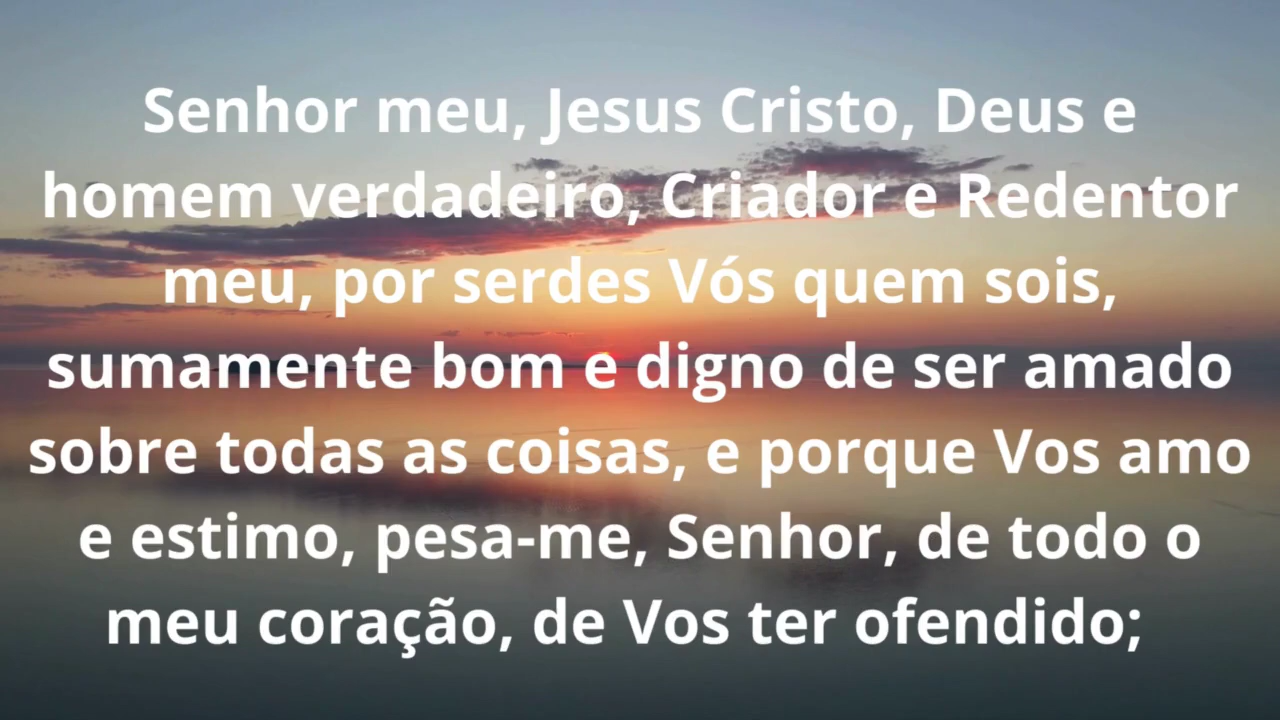 Senhor meu, Jesus Cristo, Deus e
homem verdadeiro, Criador e Redentor
meu, por serdes Vós quem sois,
sumamente bom e digno de ser amado
sobre todas as coisas, e porque Vos amo
e estimo, pesa-me, Senhor, de todo o
meu coração, de Vos ter ofendido;